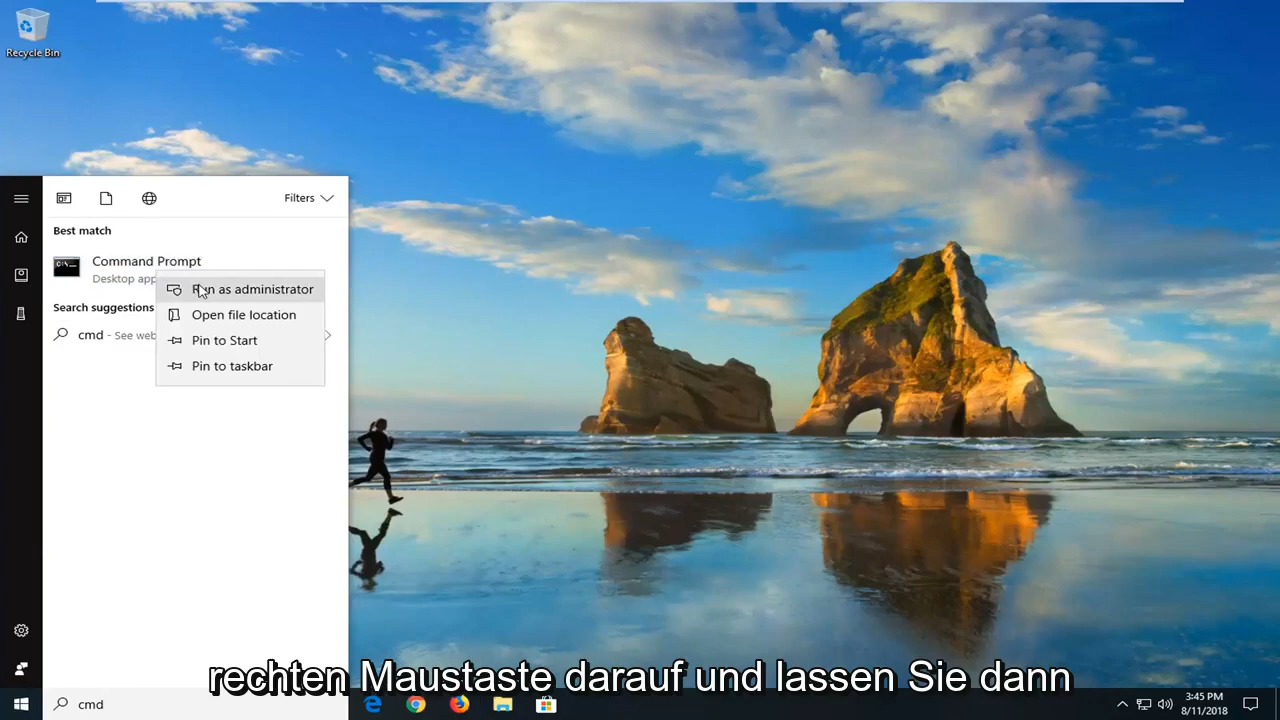 Recycle Bin
Filters
Best match
Command Prompt
Desktop app
Run as administrator
Search suggestions
Open file location
cmd - See web
Pin to Start
Pin to taskbar
rechten Maustaste darauf und lassen Sie dann
cmd
3:45 PM
8/11/2018